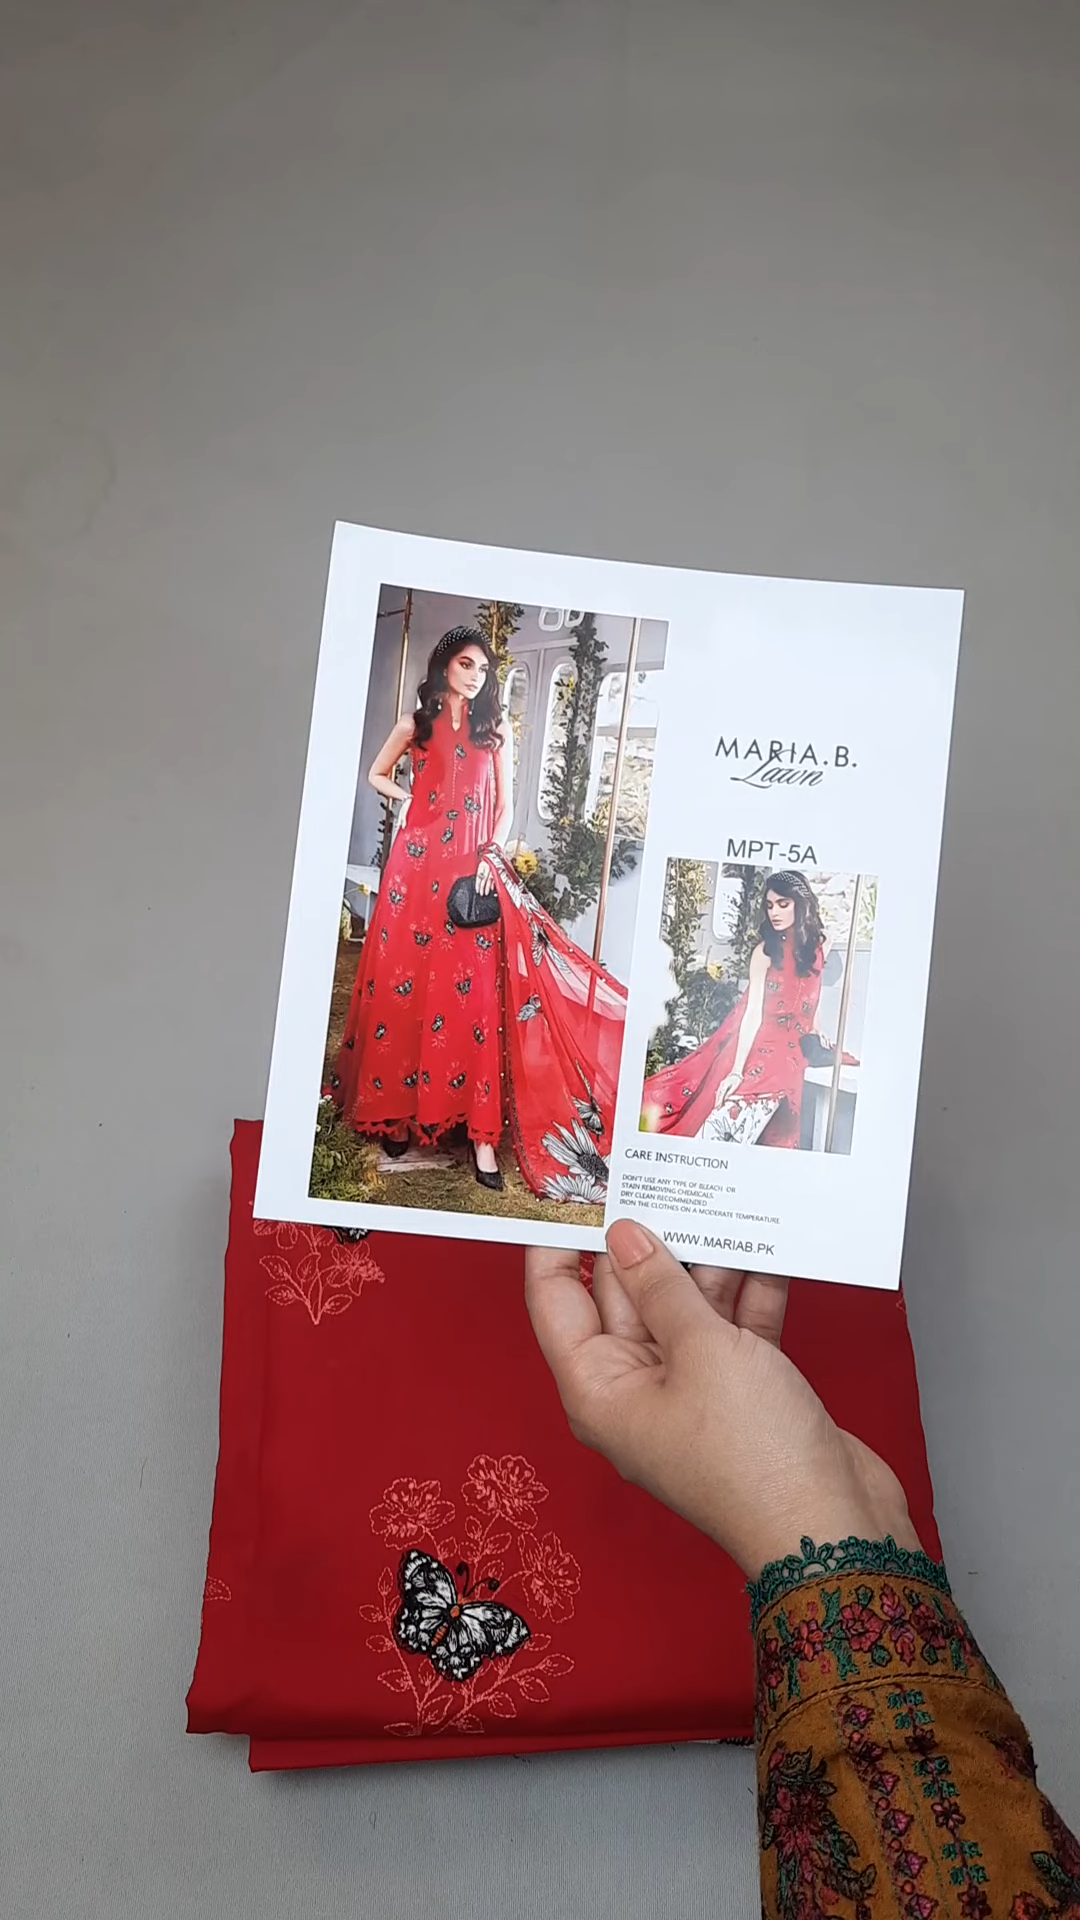 MARIA.B.
Lawn
MPT-5A
CARE INSTRUCTION
DON'T USE ANY TYPE OF BLEACH OR
STAIN REMOVING CHEMICALS.
DRY CLEAN RECOMMENDED
IRON THE CLOTHES ON A MODERATE TEMPERATURE
WWW.MARIAB.PK